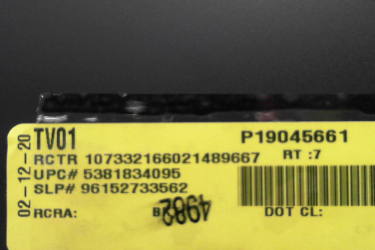 02-12-20
TV01 P19045661
RCTR 107332166021489667 RT :7
UPC# 5381834095
SLP# 96152733562
RCRA: B 4982 DOT CL: